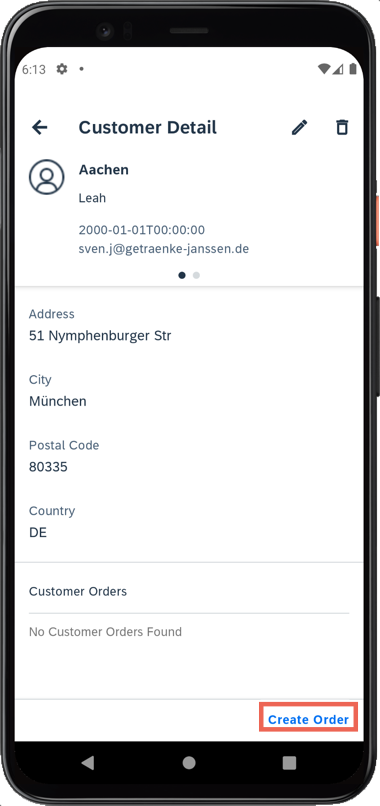 6:13
Customer Detail
Aachen
Leah
2000-01-01T00:00:00
sven.j@getraenke-janssen.de
Address
51 Nymphenburger Str
City
München
Postal Code
80335
Country
DE
Customer Orders
No Customer Orders Found
Create Order